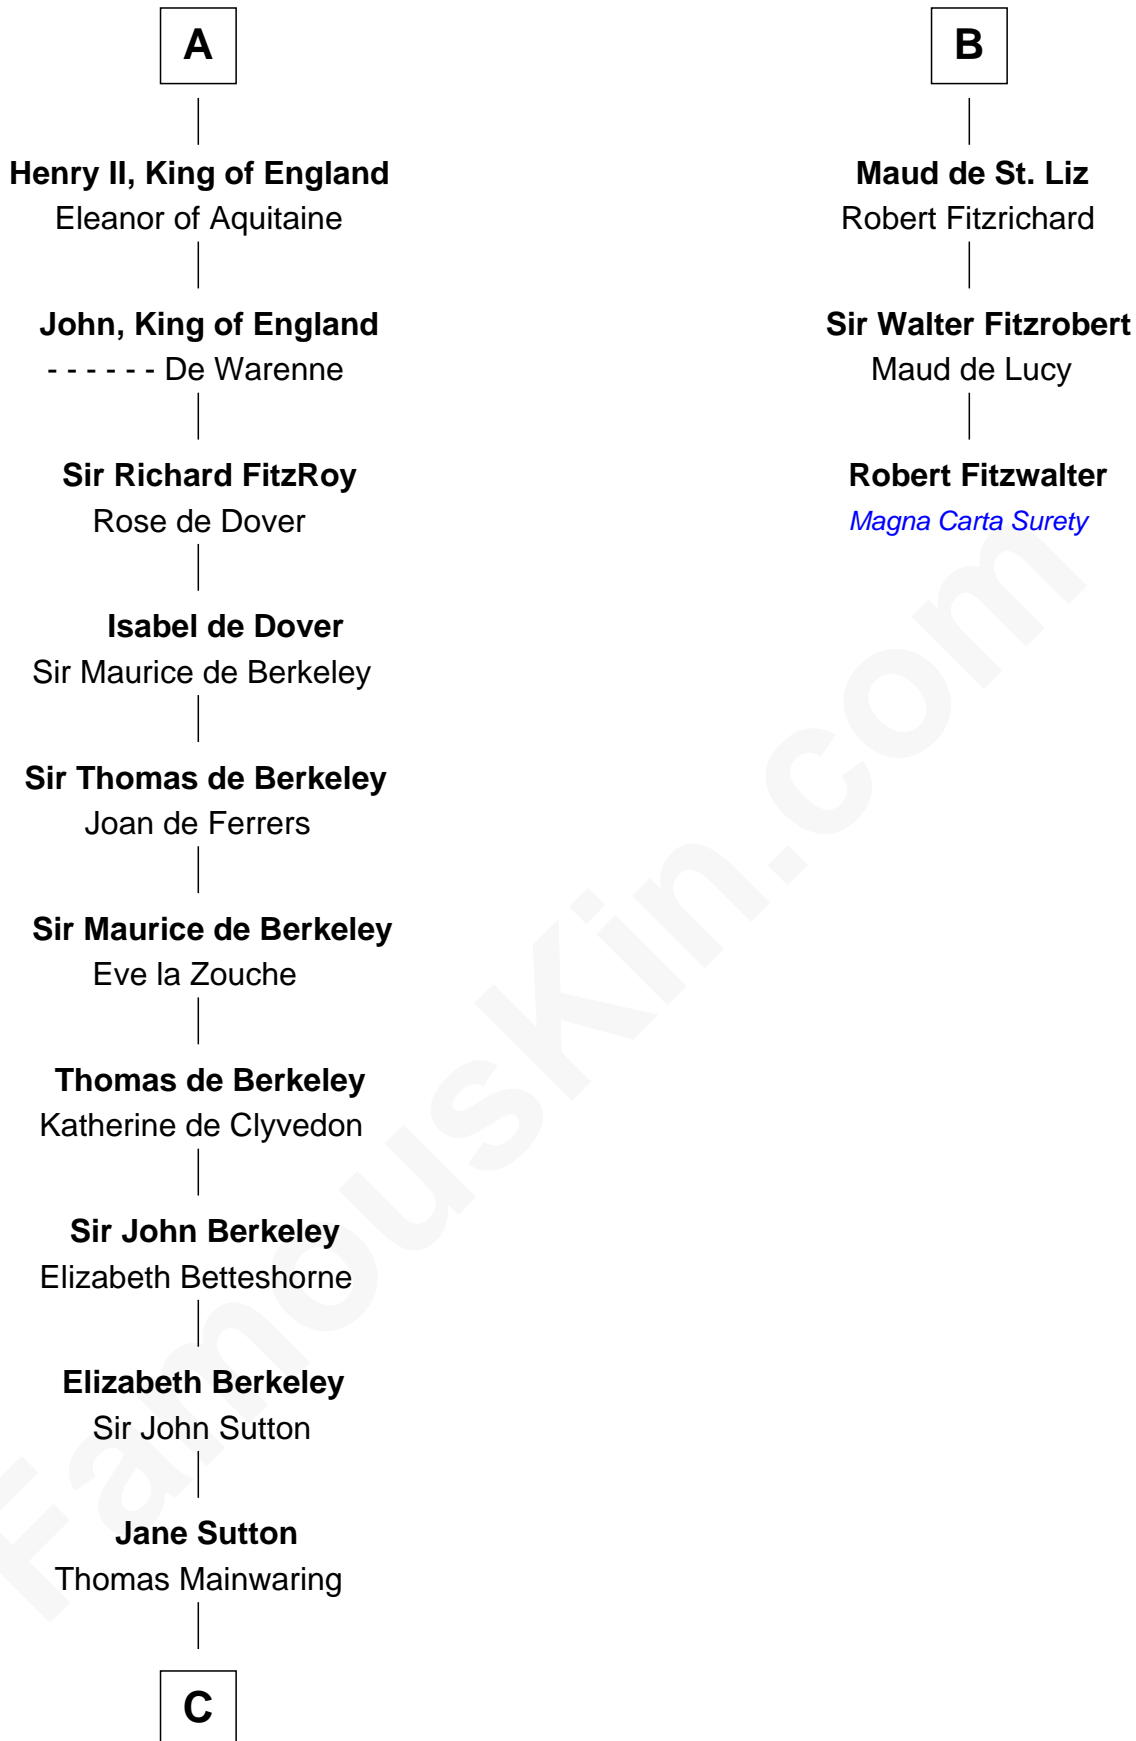 A
Henry II, King of England
Eleanor of Aquitaine
John, King of England
- - - - - - De Warenne
Sir Richard FitzRoy
Rose de Dover
Isabel de Dover
Sir Maurice de Berkeley
Sir Thomas de Berkeley
Joan de Ferrers
Sir Maurice de Berkeley
Eve la Zouche
Thomas de Berkeley
Katherine de Clyvedon
Sir John Berkeley
Elizabeth Betteshorne
Elizabeth Berkeley
Sir John Sutton
Jane Sutton
Thomas Mainwaring
C
B
Maud de St. Liz
Robert Fitzrichard
Sir Walter Fitzrobert
Maud de Lucy
Robert Fitzwalter
Magna Carta Surety
FamousKin.com